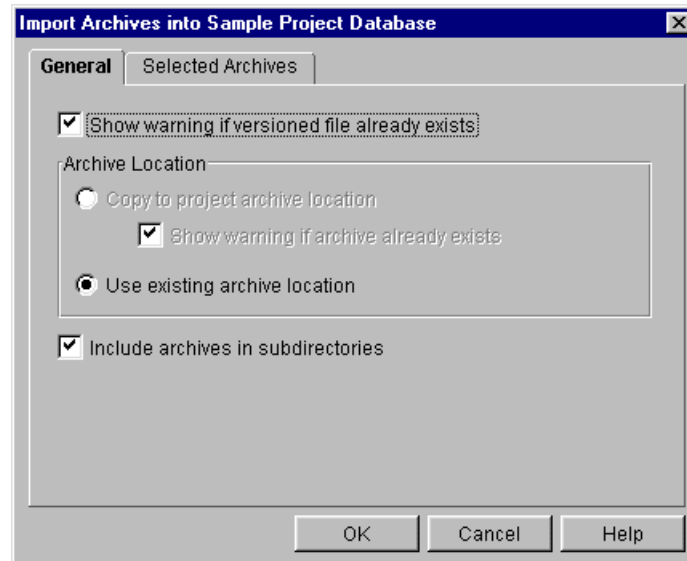 Import Archives into Sample Project Database
General
Selected Archives
Show warning if versioned file already exists
Archive Location
Copy to project archive location
Show warning if archive already exists
Use existing archive location
Include archives in subdirectories
OK
Cancel
Help